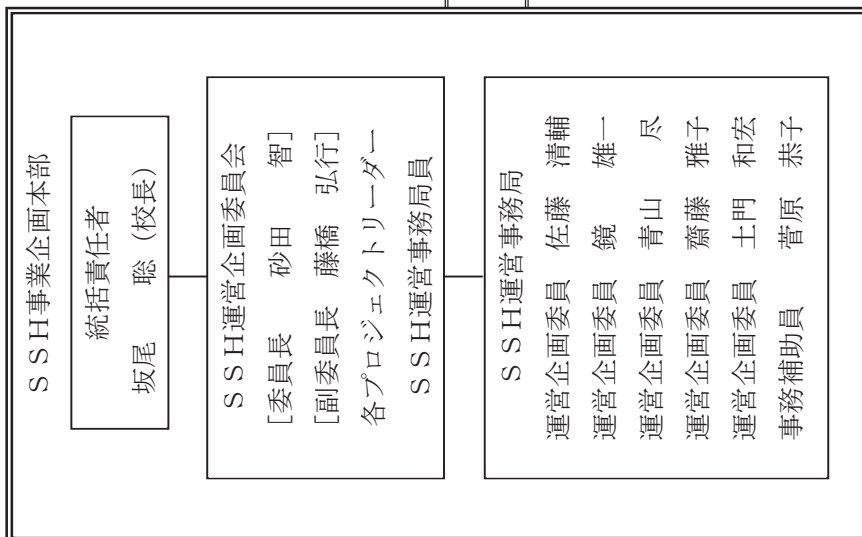 ＳＳＨ事業企画本部
統括責任者
坂尾　聡（校長）
ＳＳＨ運営企画委員会
[委員長　砂田　智]
[副委員長　藤橋　弘行]
各プロジェクトリーダー
ＳＳＨ運営事務局員
ＳＳＨ運営事務局
運営企画委員　佐藤　清輔
運営企画委員　鏡　雄一
運営企画委員　青山　尽
運営企画委員　齋藤　雅子
運営企画委員　土門　和宏
事務補助員　菅原　恭子